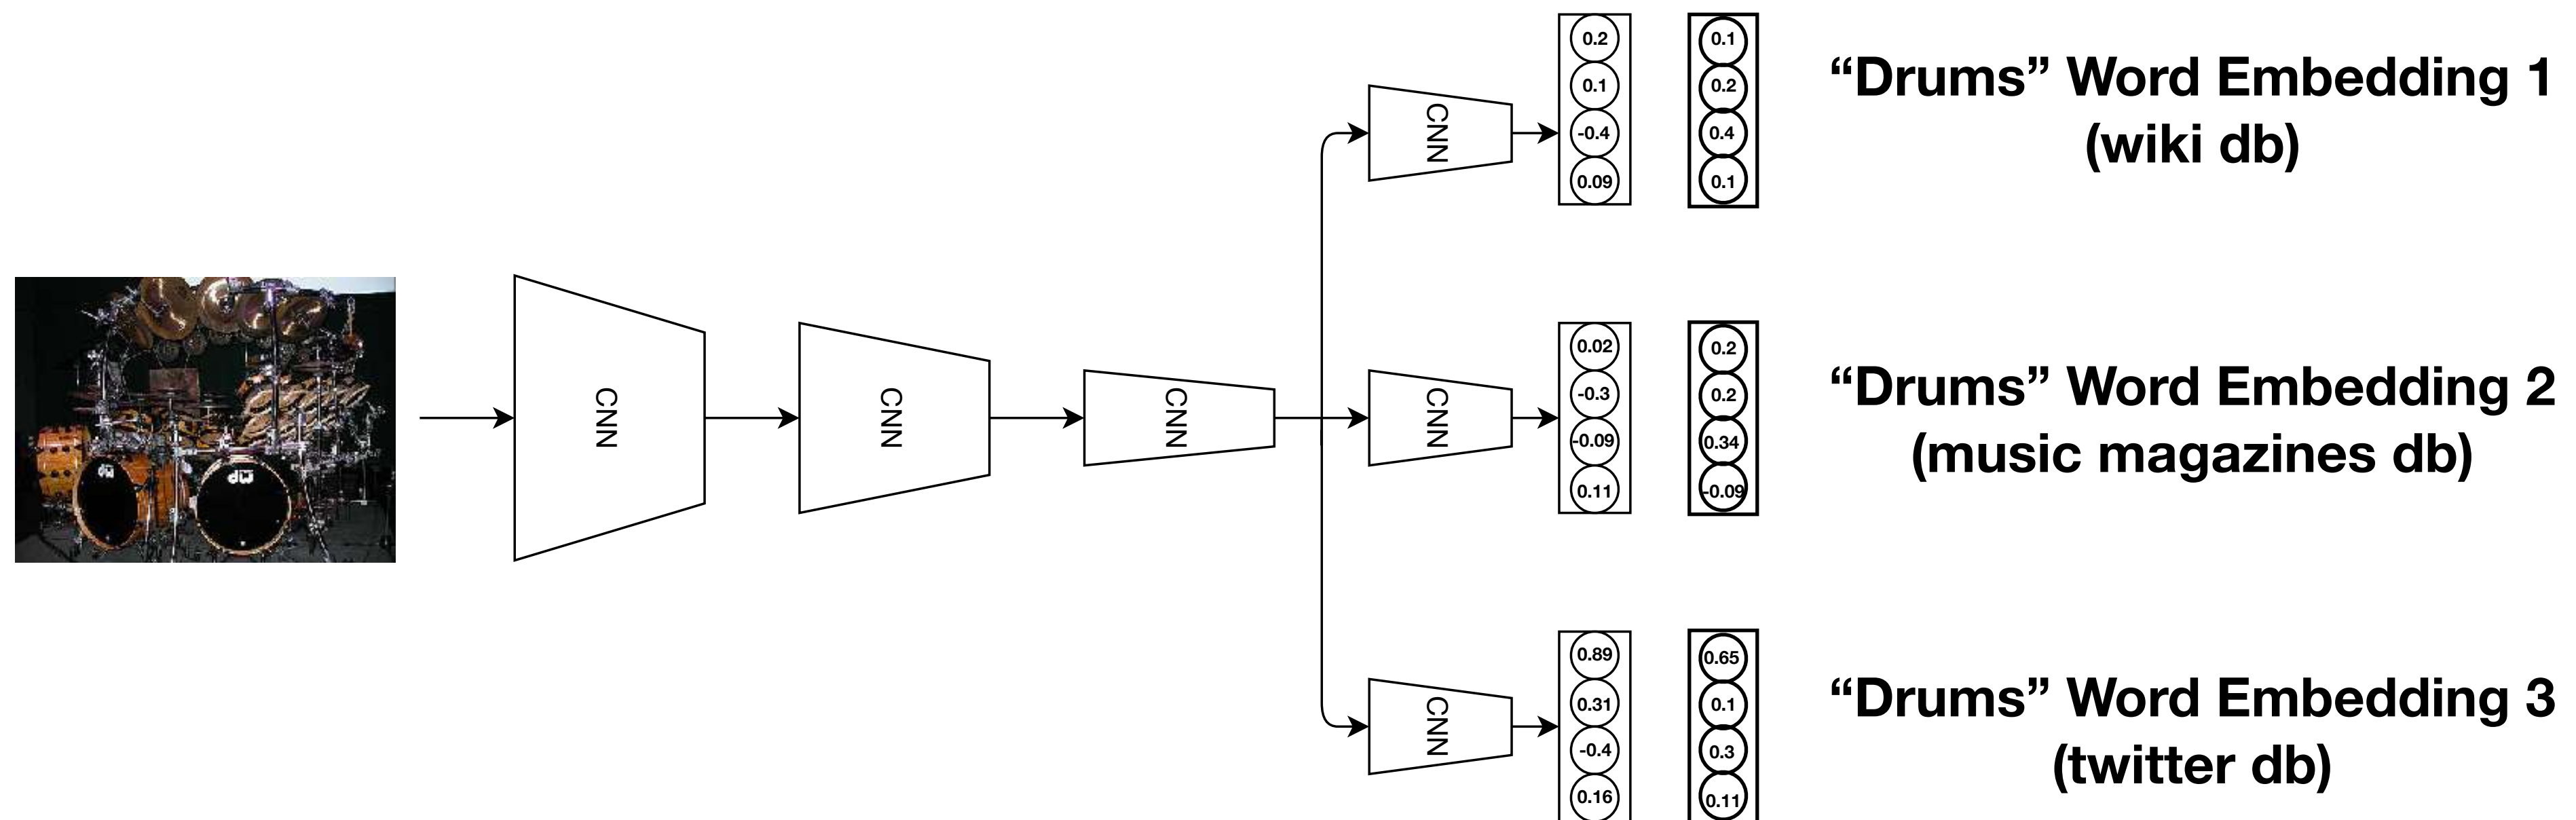 0.2
0.1
-0.4
0.09
0.1
0.2
0.4
0.1
“Drums” Word Embedding 1
(wiki db)
CNN
CNN
CNN
CNN
CNN
CNN
0.02
-0.3
-0.09
0.11
0.2
0.2
0.34
-0.09
“Drums” Word Embedding 2
(music magazines db)
0.89
0.31
-0.4
0.16
0.65
0.1
0.3
0.11
“Drums” Word Embedding 3
(twitter db)